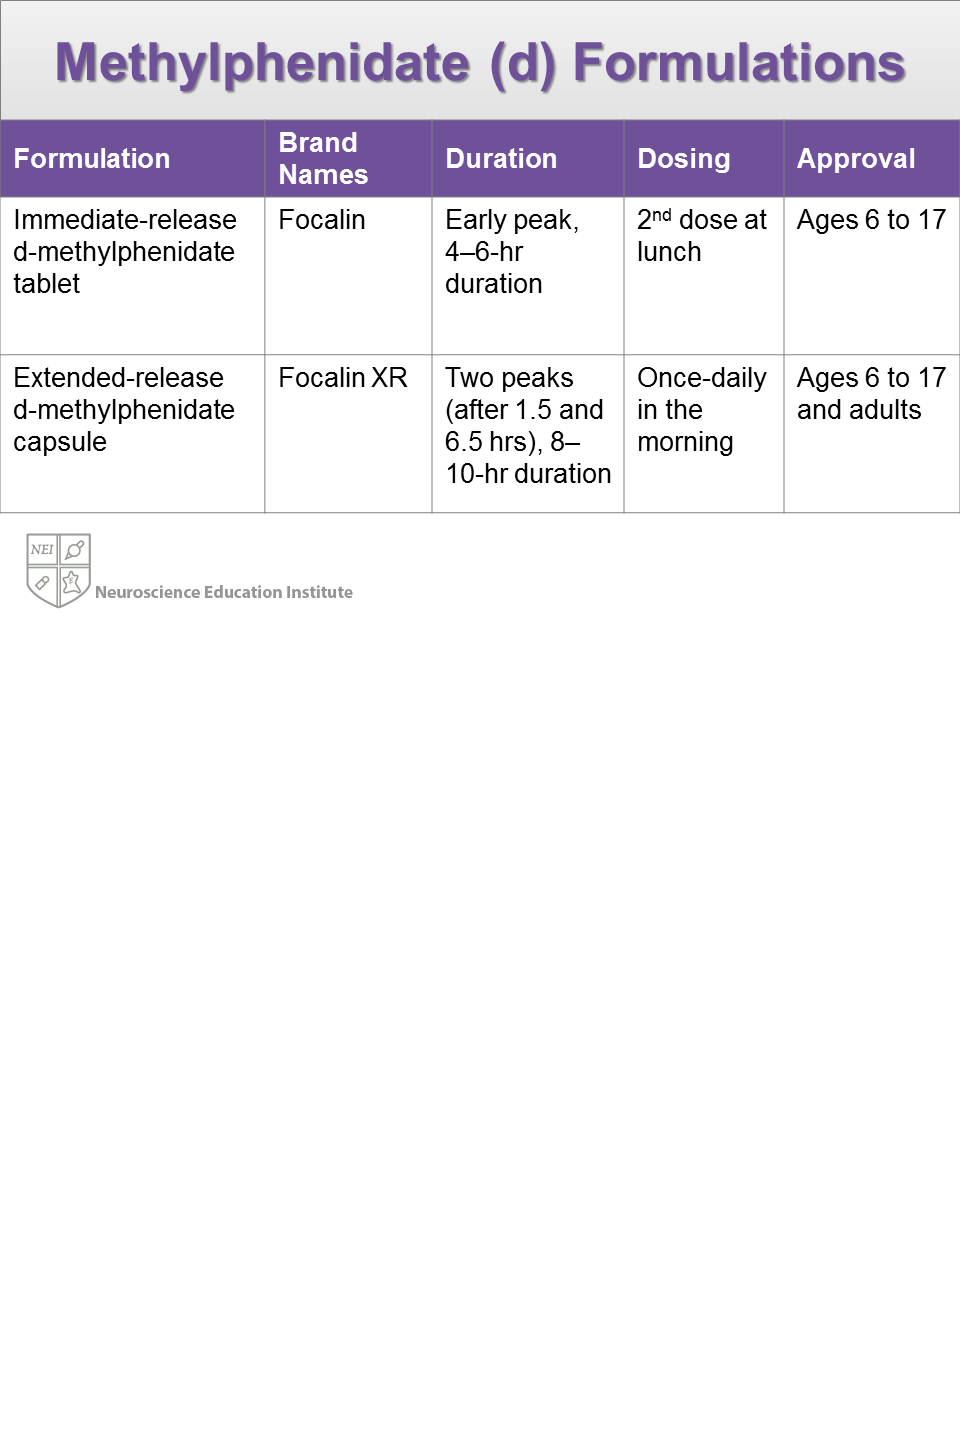 Methylphenidate (d) Formulations
Formulation
Brand
Names
Duration
Dosing
Approval
Immediate-release
d-methylphenidate
tablet
Focalin
Early peak,
4–6-hr
duration
2nd dose at
lunch
Ages 6 to 17
Extended-release
d-methylphenidate
capsule
Focalin XR
Two peaks
(after 1.5 and
6.5 hrs), 8–
10-hr duration
Once-daily
in the
morning
Ages 6 to 17
and adults
NEI
Neuroscience Education Institute